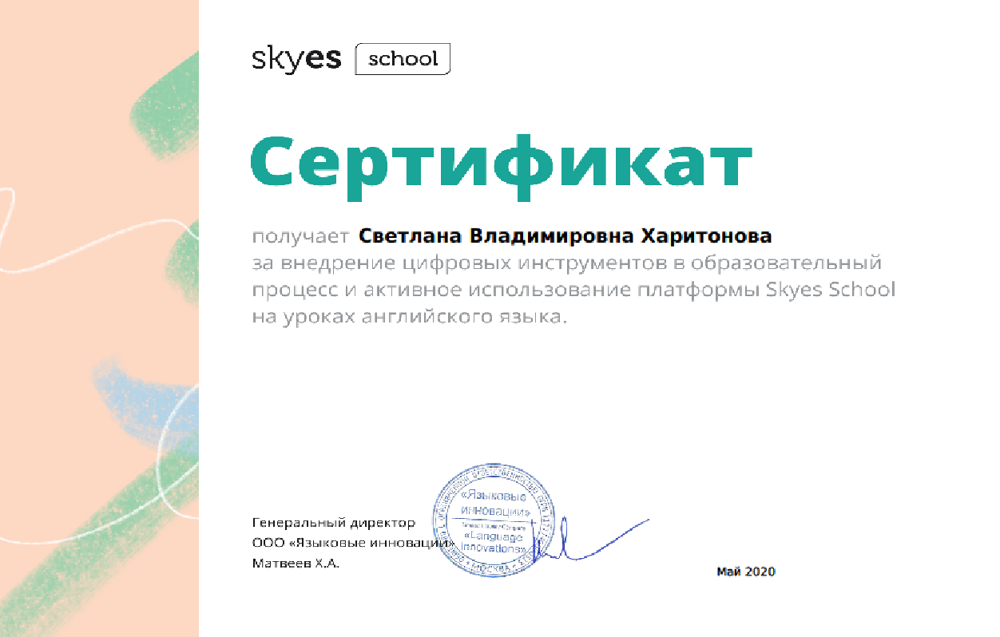 skyes school
Сертификат
получает Светлана Владимировна Харитонова
за внедрение цифровых инструментов в образовательный
процесс и активное использование платформы Skyes School
на уроках английского языка.
Генеральный директор
ООО «Языковые инновации»
Матвеев Х.А.
«Языковые
инновации»
«Language
innovations»
МОСКВА
Май 2020